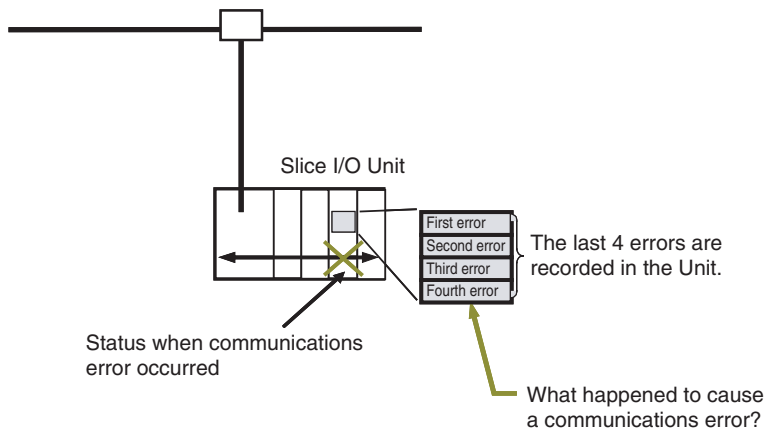 Slice I/O Unit
First error
Second error
Third error
Fourth error
The last 4 errors are
recorded in the Unit.
Status when communications
error occurred
What happened to cause
a communications error?